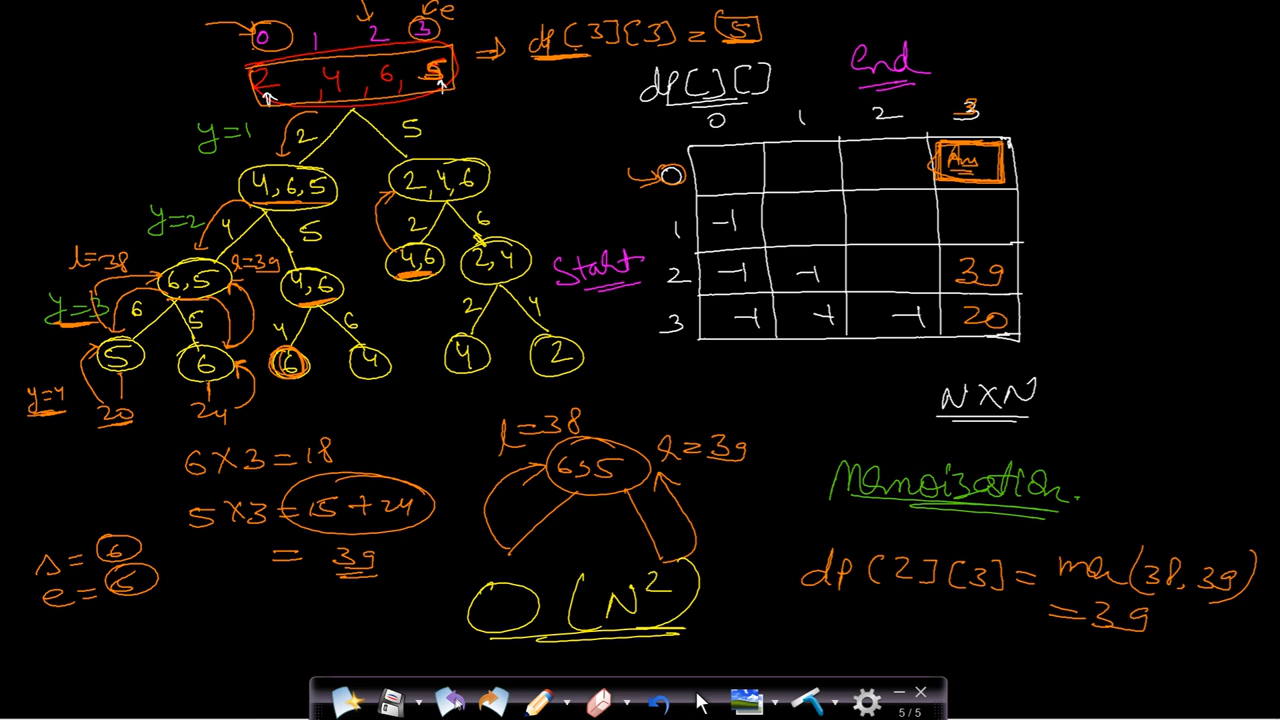 0 1 2 3 e
2, 4, 6, 5 => dp[3][3] = 5
dp[][]
End
0 1 2 3
y=1
2 5
0 Ans
4,6,5 2,4,6
y=2
4 5 2 6
1 -1
l=38 r=39
6,5 4,6 4,6 2,4
Start
2 -1 -1 39
y=3
6 5 4 6 2 4
3 -1 -1 -1 20
5 6 6 4 4 2
y=4
20 24
N X N
6 X 3 = 18
5 X 3 = 15 + 24
= 39
l=38 r=39
6,5
Memoization.
s = 6
e = 5
O (N²)
dp[2][3] = max(38, 39)
= 39
5/5